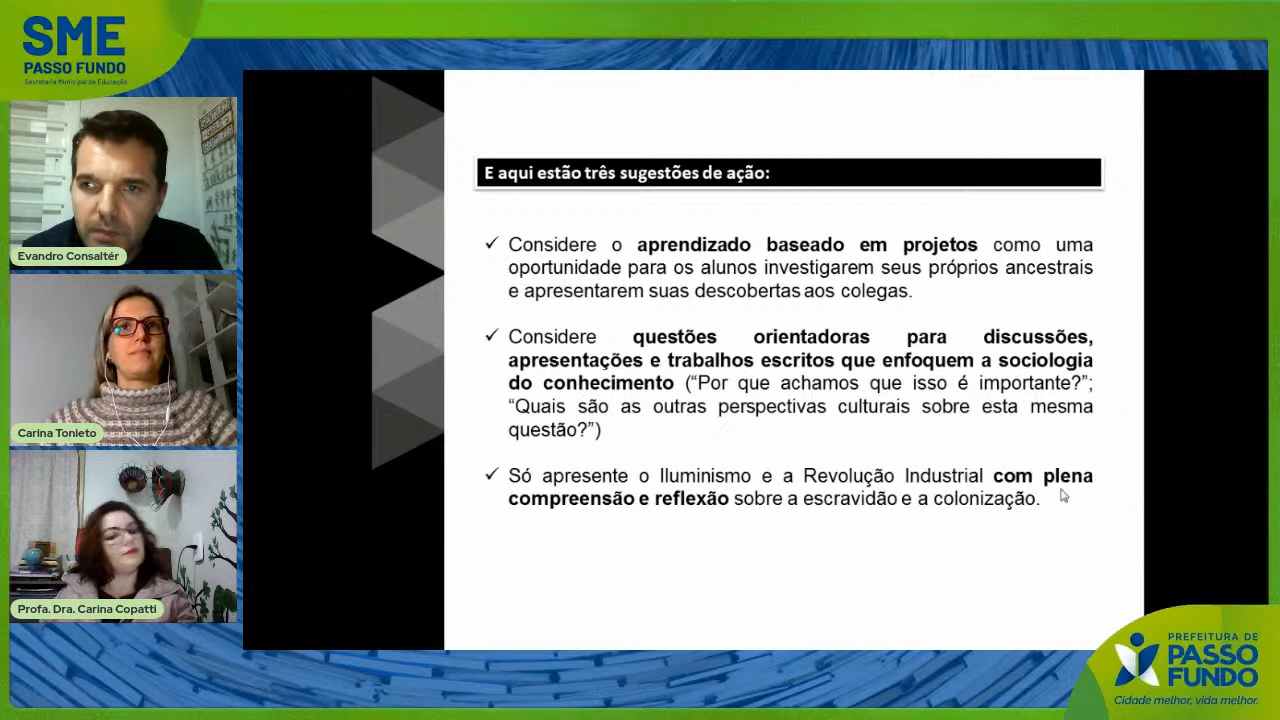 SME
PASSO FUNDO
Secretaria Municipal de Educação
Evandro Consaltér
Carina Tonieto
Profa. Dra. Carina Copatti
E aqui estão três sugestões de ação:
✓ Considere o aprendizado baseado em projetos como uma
oportunidade para os alunos investigarem seus próprios ancestrais
e apresentarem suas descobertas aos colegas.
✓ Considere questões orientadoras para discussões,
apresentações e trabalhos escritos que enfoquem a sociologia
do conhecimento (“Por que achamos que isso é importante?”;
“Quais são as outras perspectivas culturais sobre esta mesma
questão?”)
✓ Só apresente o Iluminismo e a Revolução Industrial com plena
compreensão e reflexão sobre a escravidão e a colonização.
PREFEITURA DE
PASSO
FUNDO
Cidade melhor, vida melhor.